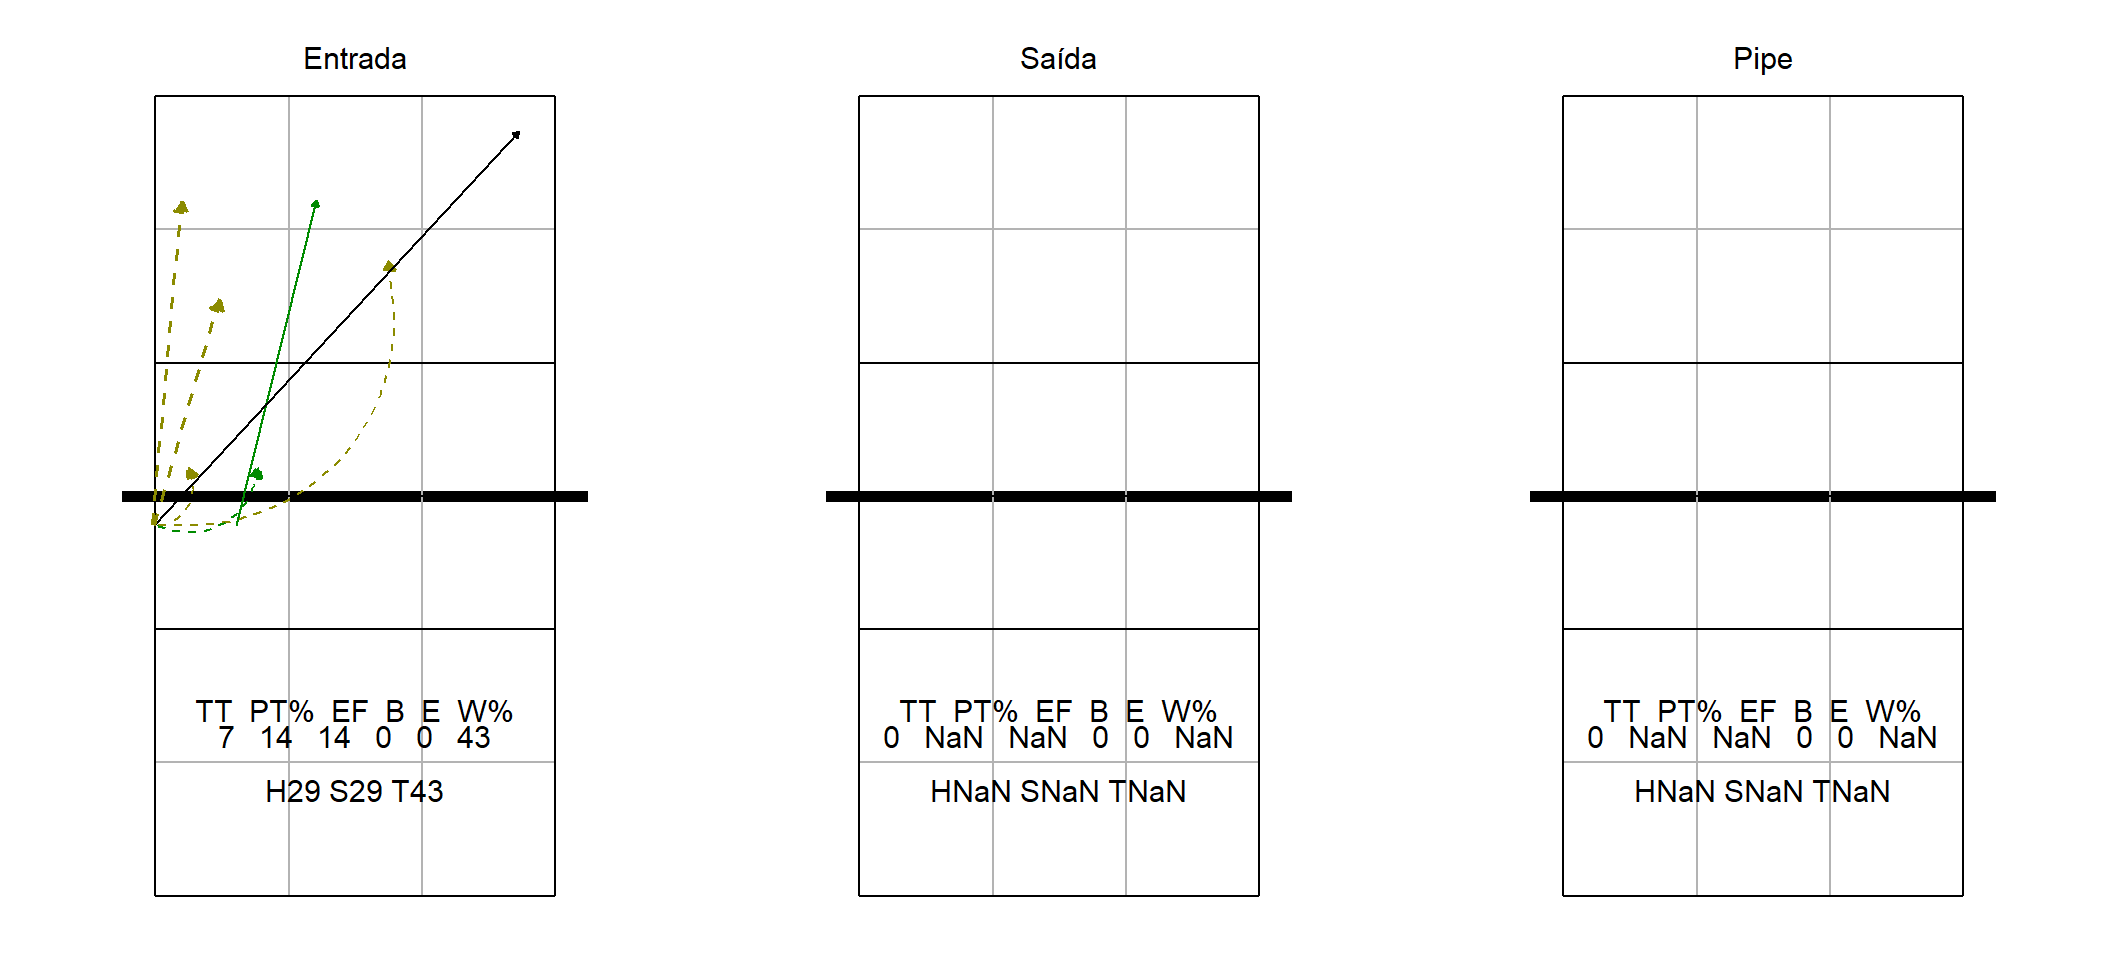 Entrada
TT PT% EF B E W%
7 14 14 0 0 43
H29 S29 T43
Saída
TT PT% EF B E W%
0 NaN NaN 0 0 NaN
HNaN SNaN TNaN
Pipe
TT PT% EF B E W%
0 NaN NaN 0 0 NaN
HNaN SNaN TNaN